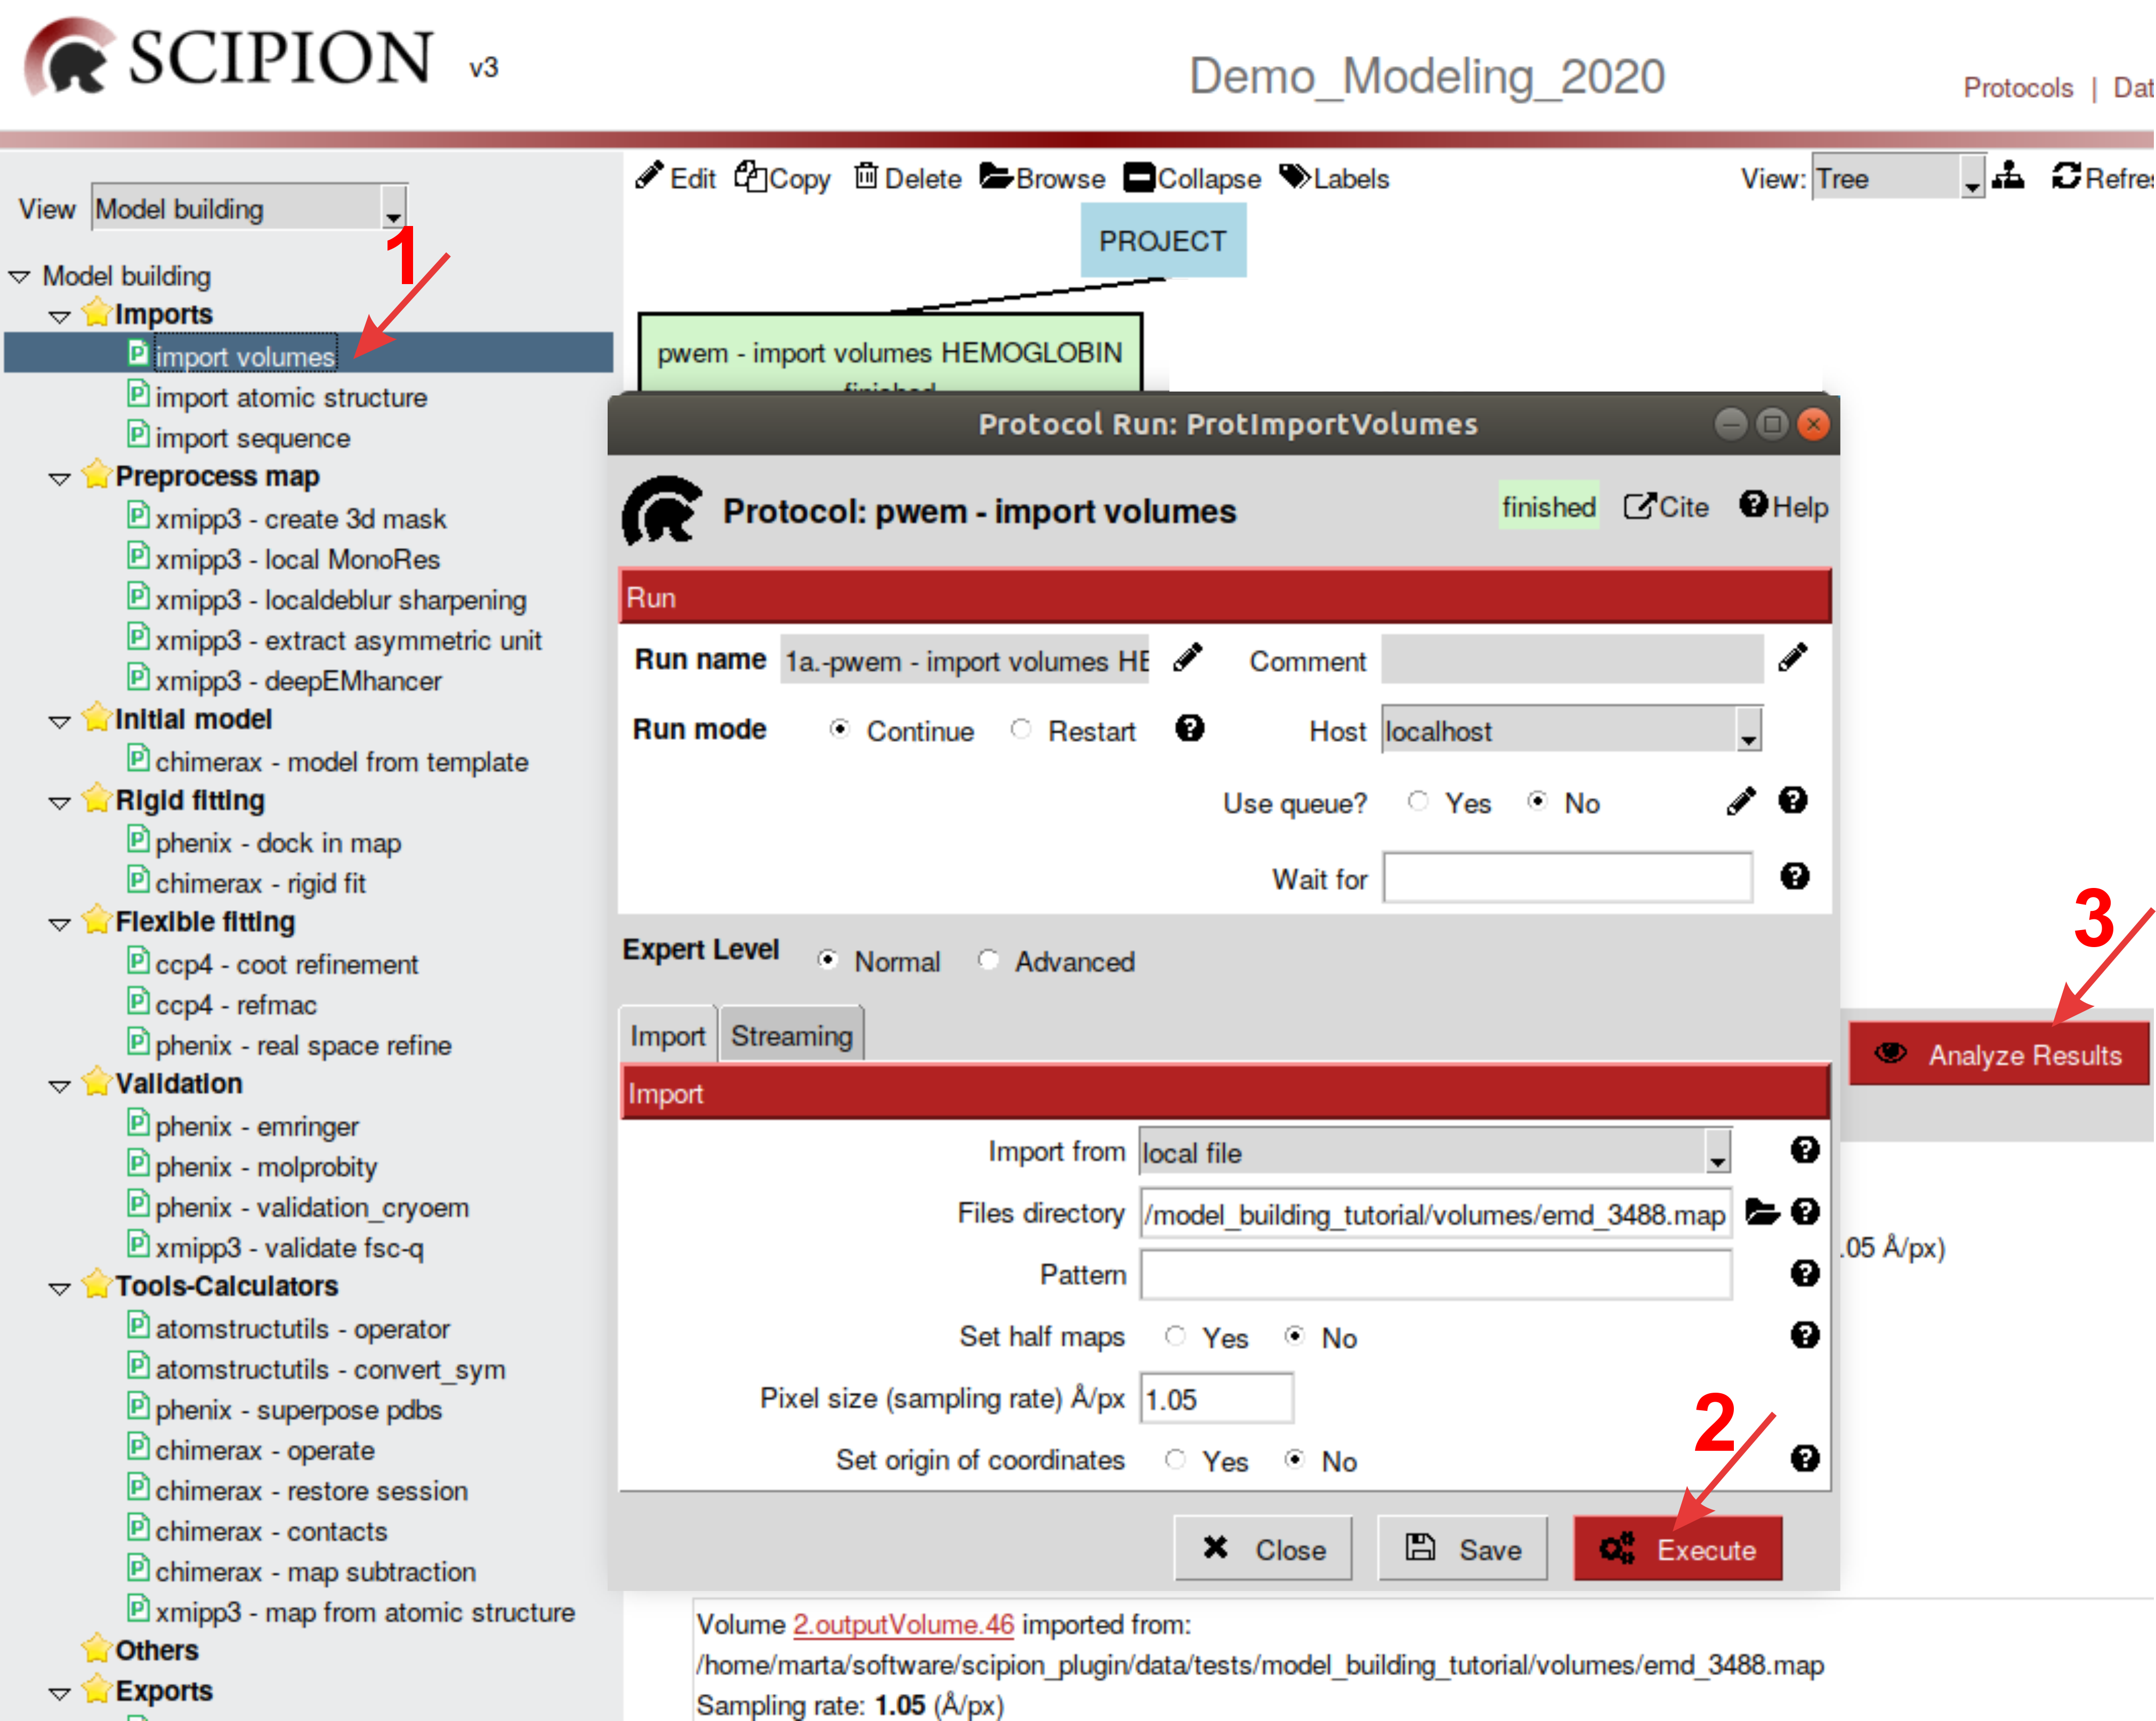 SCIPION v3
Demo_Modeling_2020
Protocols | Dat
View Model building
Edit Copy Delete Browse Collapse Labels
View: Tree Refres
1
Model building
Imports
import volumes
import atomic structure
import sequence
Preprocess map
xmipp3 - create 3d mask
xmipp3 - local MonoRes
xmipp3 - localdeblur sharpening
xmipp3 - extract asymmetric unit
xmipp3 - deepEMhancer
Initial model
chimerax - model from template
Rigid fitting
phenix - dock in map
chimerax - rigid fit
Flexible fitting
ccp4 - coot refinement
ccp4 - refmac
phenix - real space refine
Validation
phenix - emringer
phenix - molprobity
phenix - validation_cryoem
xmipp3 - validate fsc-q
Tools-Calculators
atomstructutils - operator
atomstructutils - convert_sym
phenix - superpose pdbs
chimerax - operate
chimerax - restore session
chimerax - contacts
chimerax - map subtraction
xmipp3 - map from atomic structure
Others
Exports
PROJECT
pwem - import volumes HEMOGLOBIN
finished
Protocol Run: ProtImportVolumes
Protocol: pwem - import volumes
finished Cite Help
Run
Run name 1a.-pwem - import volumes HE Comment
Run mode Continue Restart Host localhost
Use queue? Yes No
Wait for
Expert Level Normal Advanced
Import Streaming
Import
Import from local file
Files directory /model_building_tutorial/volumes/emd_3488.map
Pattern
Set half maps Yes No
Pixel size (sampling rate) Å/px 1.05
Set origin of coordinates Yes No
2
Close Save Execute
3
Analyze Results
.05 Å/px)
Volume 2.outputVolume.46 imported from:
/home/marta/software/scipion_plugin/data/tests/model_building_tutorial/volumes/emd_3488.map
Sampling rate: 1.05 (Å/px)